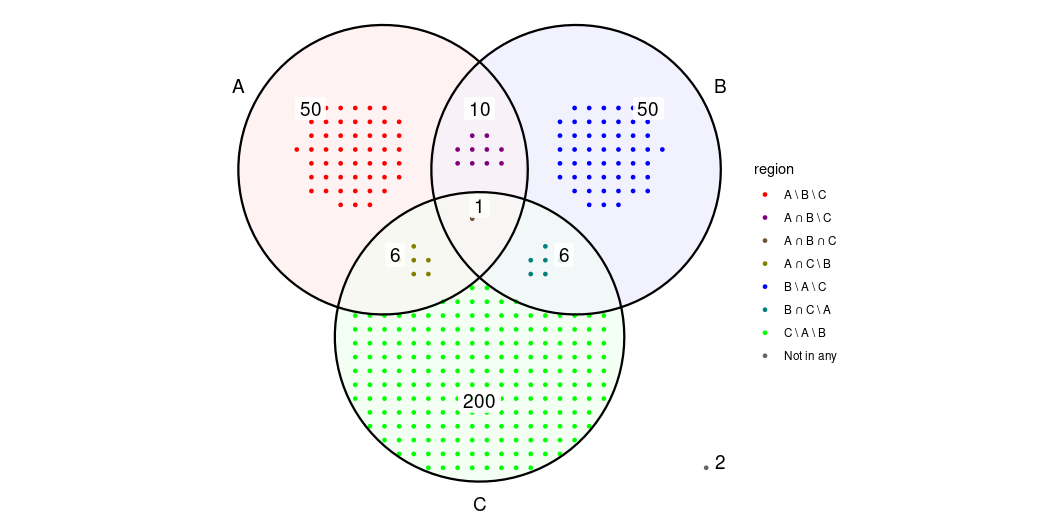 A
B
50
10
50
1
6
6
200
2
C
region
A \ B \ C
A ∩ B \ C
A ∩ B ∩ C
A ∩ C \ B
B \ A \ C
B ∩ C \ A
C \ A \ B
Not in any